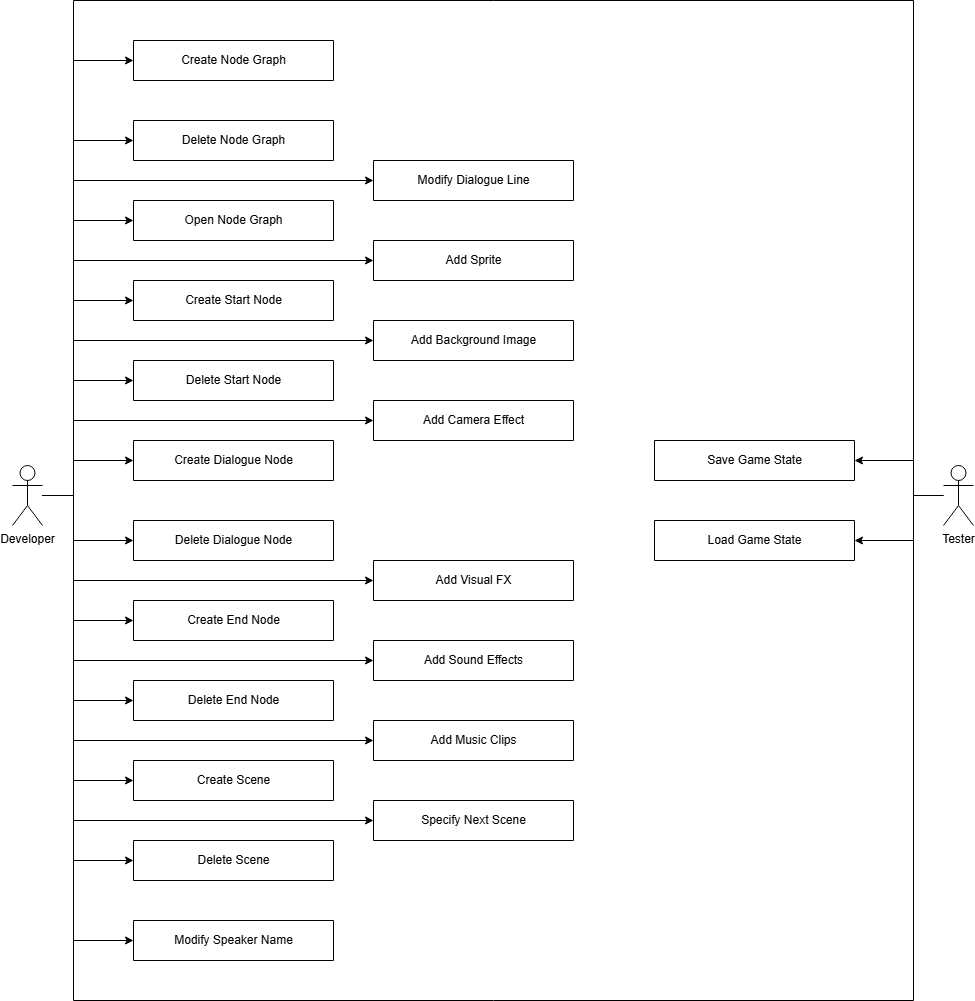 Create Node Graph
Delete Node Graph
Modify Dialogue Line
Open Node Graph
Add Sprite
Create Start Node
Add Background Image
Delete Start Node
Add Camera Effect
Create Dialogue Node
Save Game State
Developer
Delete Dialogue Node
Load Game State
Tester
Add Visual FX
Create End Node
Add Sound Effects
Delete End Node
Add Music Clips
Create Scene
Specify Next Scene
Delete Scene
Modify Speaker Name